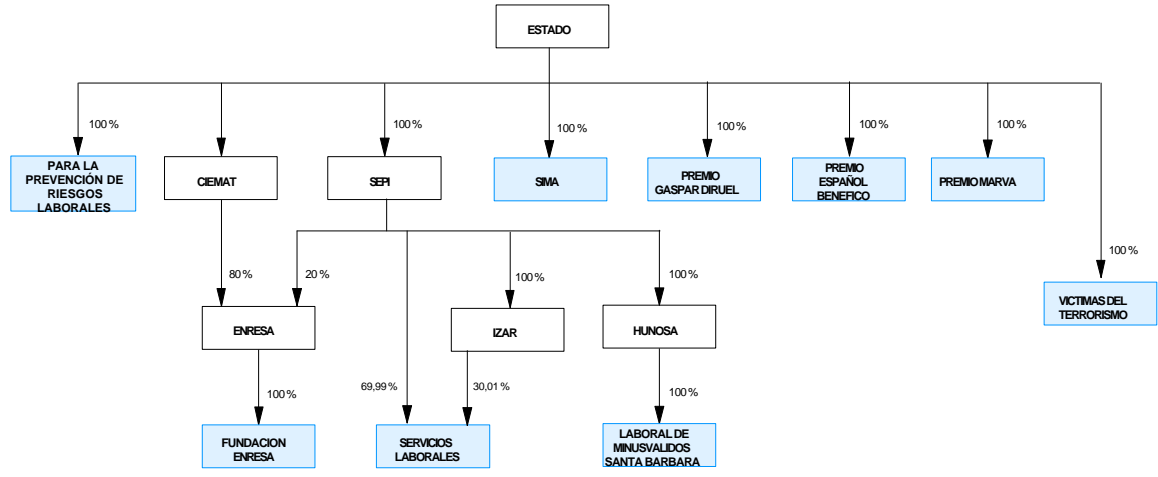 ESTADO
100 %
100 %
100 %
100 %
100 %
100 %
PARA LA
PREVENCIÓN DE
RIESGOS
LABORALES
CIEMAT
SEPI
SIMA
PREMIO
GASPAR DIRUEL
PREMIO
ESPAÑOL
BENEFICO
PREMIO MARVA
100 %
80 %
20 %
100 %
100 %
VICTIMAS DEL
TERRORISMO
ENRESA
IZAR
HUNOSA
100 %
69,99 %
30,01 %
100 %
FUNDACION
ENRESA
SERVICIOS
LABORALES
LABORAL DE
MINUSVALIDOS
SANTA BARBARA